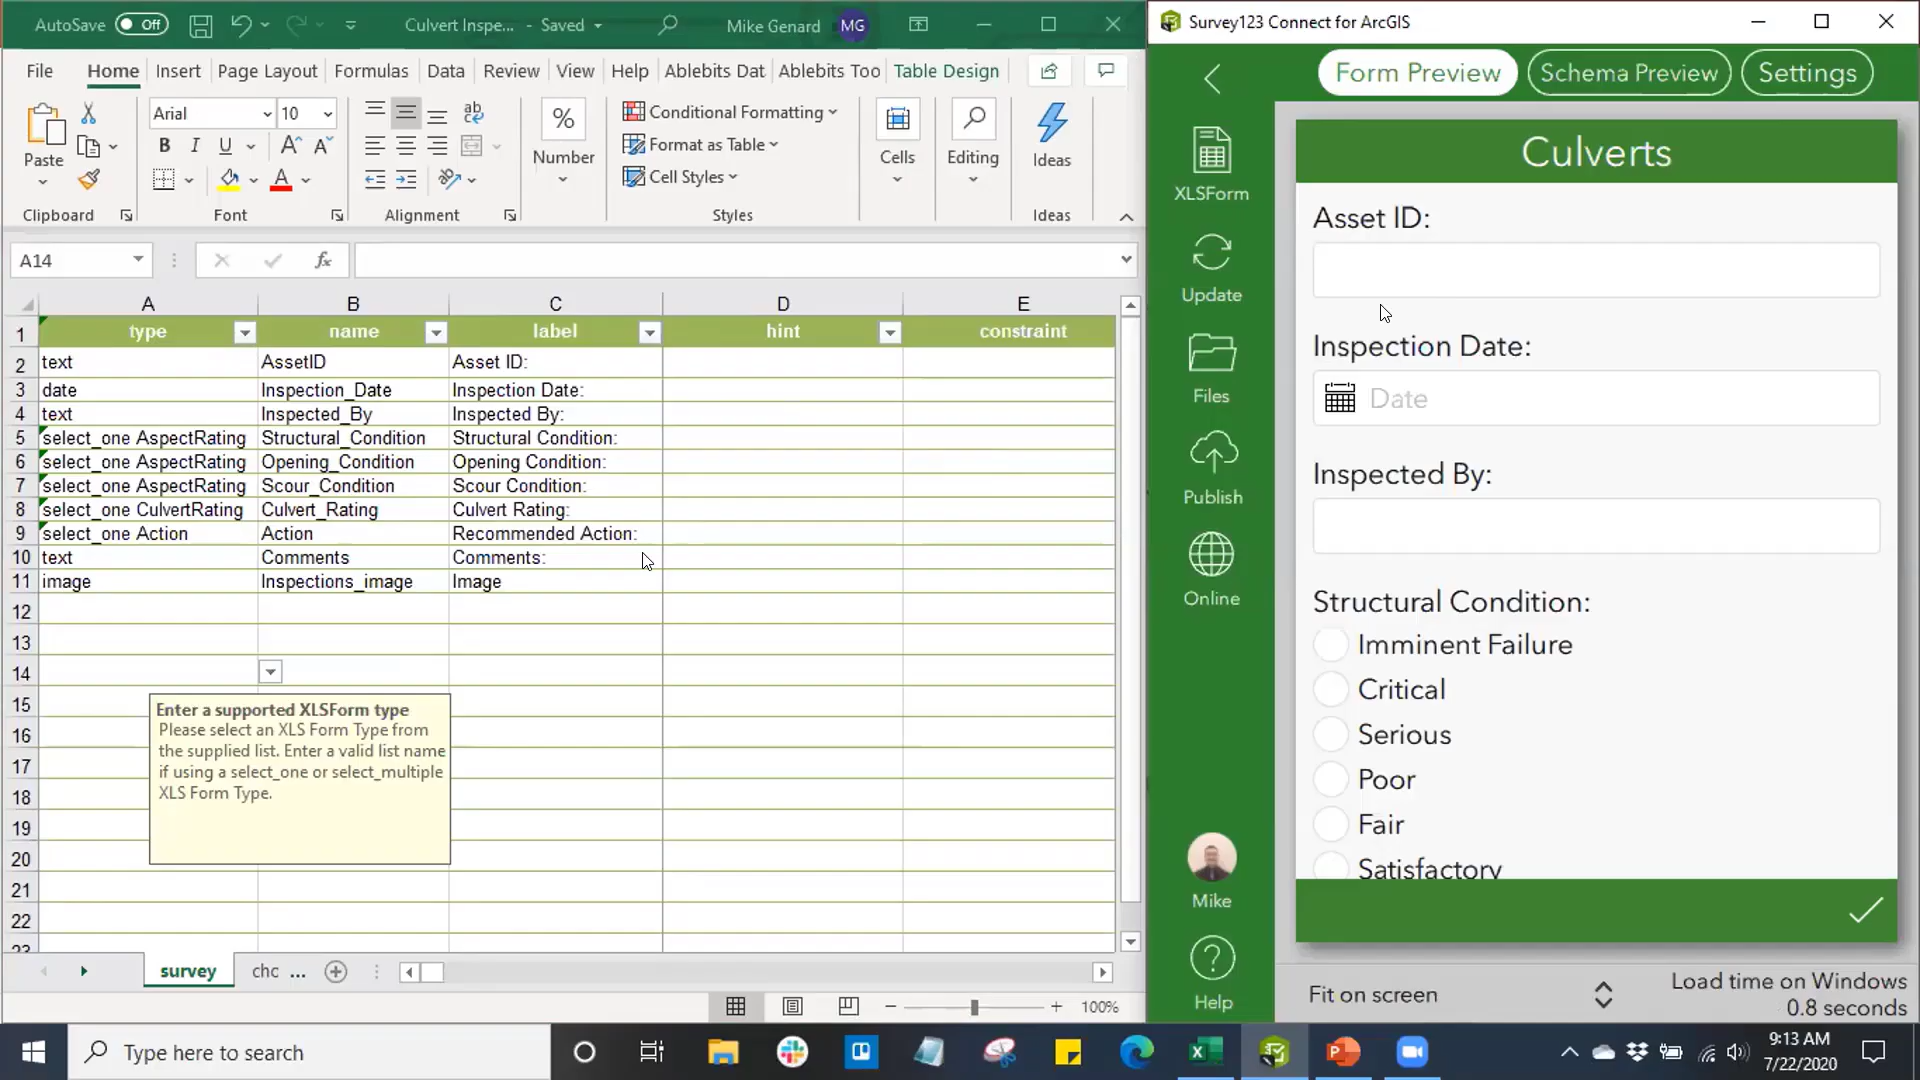 AutoSave Off Culvert Inspe... - Saved Mike Genard MG
File Home Insert Page Layout Formulas Data Review View Help Ablebits Dat Ablebits Too Table Design
Paste
Clipboard
Arial 10
B I U A A
A
Font
ab
Alignment
%
Number
Conditional Formatting
Format as Table
Cell Styles
Styles
Cells
Editing
Ideas
Ideas
A14 fx
A B C D E
1 type name label hint constraint
2 text AssetID Asset ID:
3 date Inspection_Date Inspection Date:
4 text Inspected_By Inspected By:
5 select_one AspectRating Structural_Condition Structural Condition:
6 select_one AspectRating Opening_Condition Opening Condition:
7 select_one AspectRating Scour_Condition Scour Condition:
8 select_one CulvertRating Culvert_Rating Culvert Rating:
9 select_one Action Action Recommended Action:
10 text Comments Comments:
11 image Inspections_image Image
12
13
14
15
16
17
18
19
20
21
22
23
Enter a supported XLSForm type
Please select an XLS Form Type from
the supplied list. Enter a valid list name
if using a select_one or select_multiple
XLS Form Type.
survey chc ...
100%
Survey123 Connect for ArcGIS
Form Preview Schema Preview Settings
XLSForm
Update
Files
Publish
Online
Mike
Help
Culverts
Asset ID:
Inspection Date:
Date
Inspected By:
Structural Condition:
Imminent Failure
Critical
Serious
Poor
Fair
Satisfactory
Fit on screen
Load time on Windows
0.8 seconds
Type here to search
9:13 AM
7/22/2020